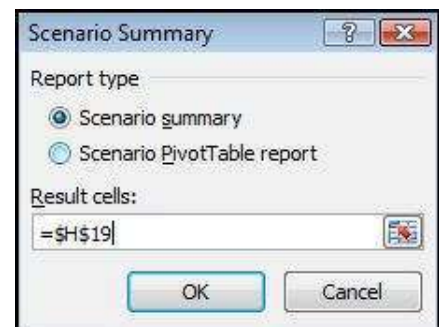 Scenario Summary
Report type
Scenario summary
Scenario PivotTable report
Result cells:
=$H$19
OK Cancel